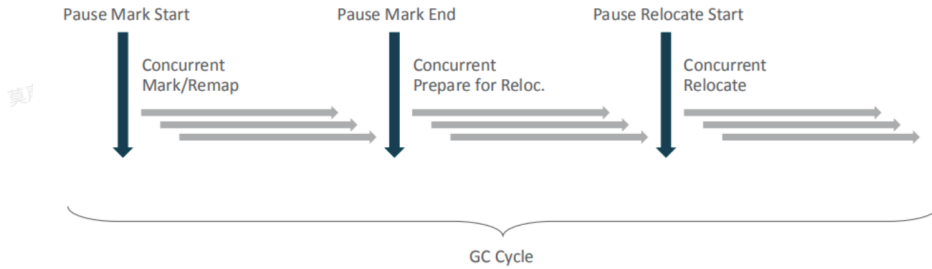 Pause Mark Start
Pause Mark End
Pause Relocate Start
Concurrent
Mark/Remap
Concurrent
Prepare for Reloc.
Concurrent
Relocate
GC Cycle